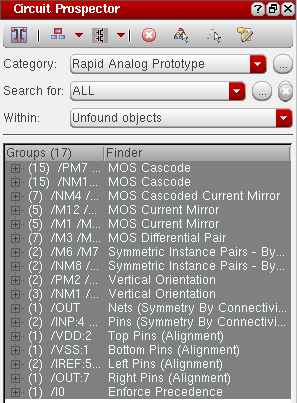 Circuit Prospector
Category: Rapid Analog Prototype ...
Search for: ALL ...
Within: Unfound objects
Groups (17) Finder
(15) /PM7 ... MOS Cascode
(15) /NM1... MOS Cascode
(7) /NM4 /... MOS Cascoded Current Mirror
(5) /M12 /... MOS Current Mirror
(5) /M1 /M... MOS Current Mirror
(7) /M3 /M... MOS Differential Pair
(2) /M6 /M7 Symmetric Instance Pairs - By...
(2) /NM8 /... Symmetric Instance Pairs - By...
(2) /PM2 /... Vertical Orientation
(3) /NM1 /... Vertical Orientation
(1) /OUT Nets (Symmetry By Connectivi...
(2) /INP:4 ... Pins (Symmetry By Connectivi...
(1) /VDD:2 Top Pins (Alignment)
(1) /VSS:1 Bottom Pins (Alignment)
(2) /IREF:5... Left Pins (Alignment)
(1) /OUT:7 Right Pins (Alignment)
(1) /I0 Enforce Precedence